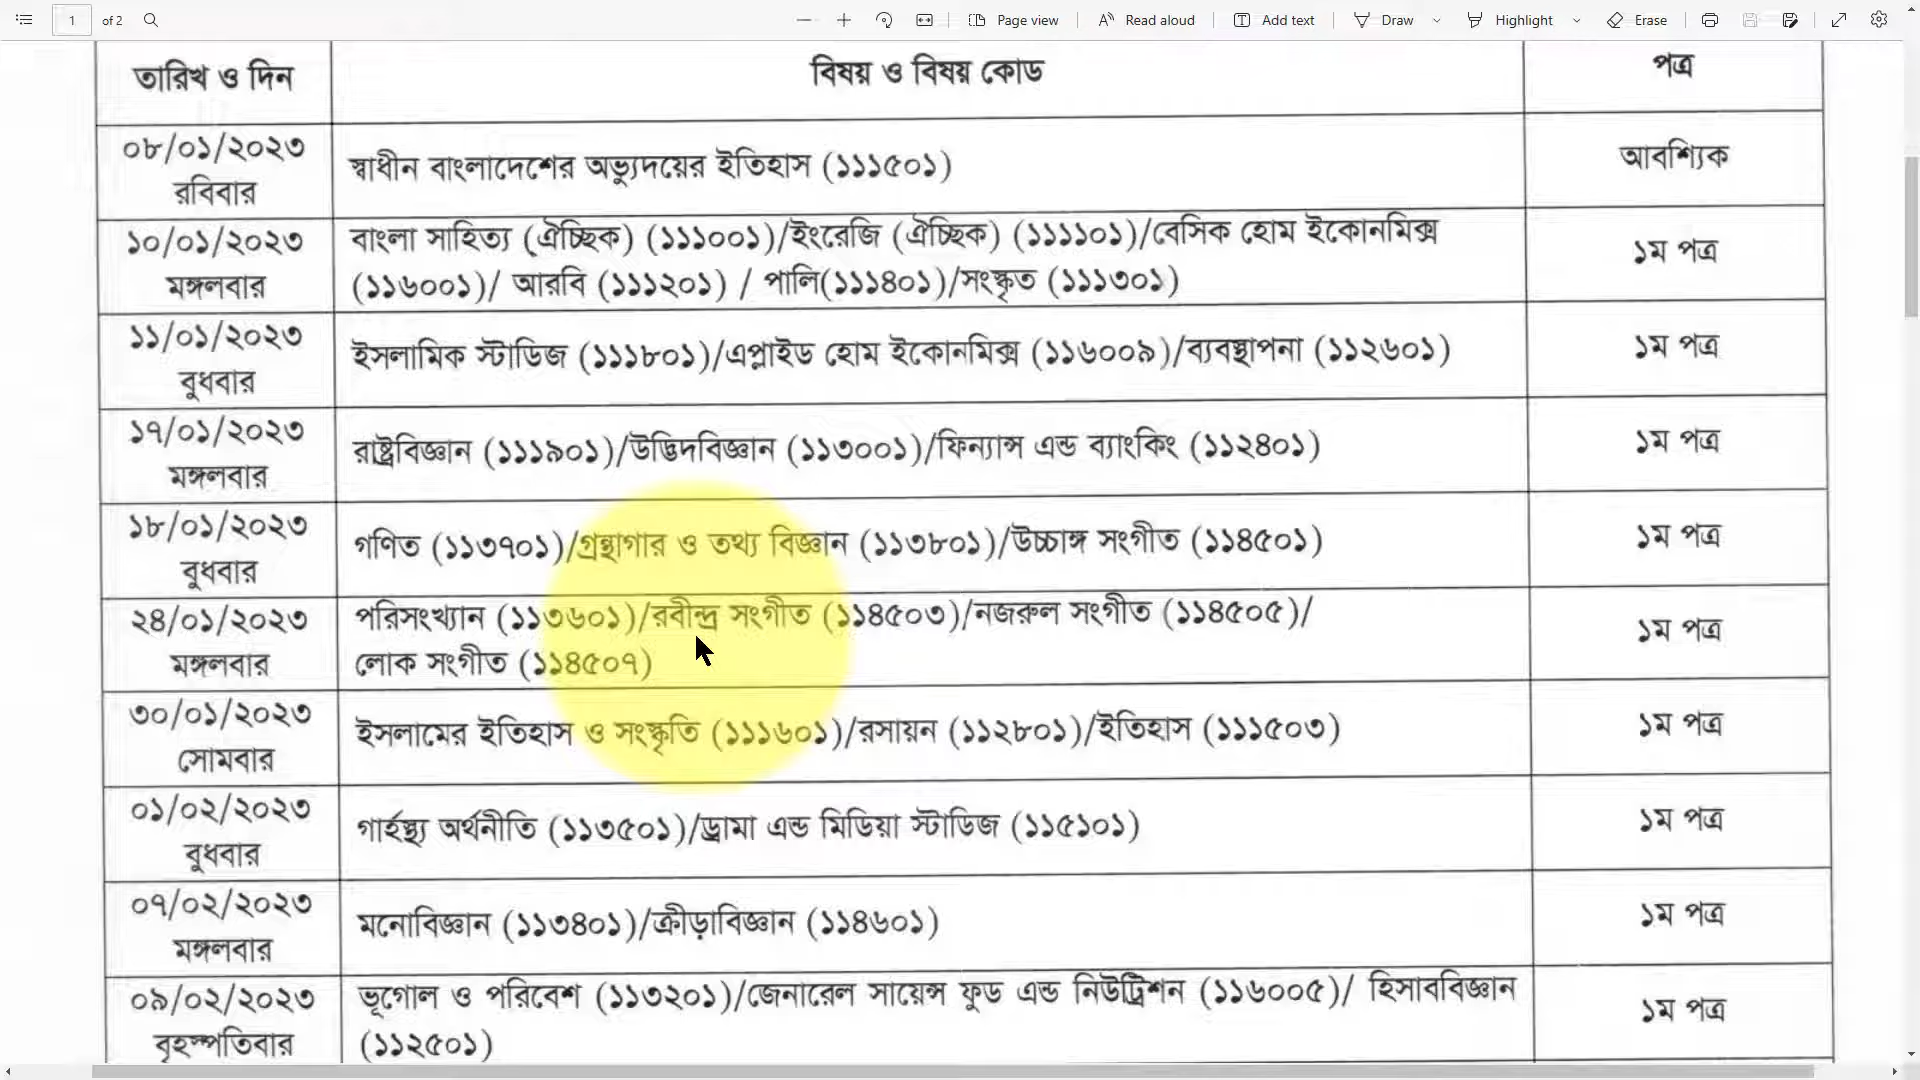 1 of 2 Page view Read aloud Add text Draw Highlight Erase
তারিখ ও দিন বিষয় ও বিষয় কোড পত্র
০৮/০১/২০২৩
রবিবার
স্বাধীন বাংলাদেশের অভ্যুদয়ের ইতিহাস (১১১৫০১)
আবশ্যিক
১০/০১/২০২৩
মঙ্গলবার
বাংলা সাহিত্য (ঐচ্ছিক) (১১১০০১)/ইংরেজি (ঐচ্ছিক) (১১১১০১)/বেসিক হোম ইকোনমিক্স
(১১৬০০১)/ আরবি (১১১২০১) / পালি(১১১৪০১)/সংস্কৃত (১১১৩০১)
১ম পত্র
১১/০১/২০২৩
বুধবার
ইসলামিক স্টাডিজ (১১১৮০১)/এপ্লাইড হোম ইকোনমিক্স (১১৬০০৯)/ব্যবস্থাপনা (১১২৬০১)
১ম পত্র
১৭/০১/২০২৩
মঙ্গলবার
রাষ্ট্রবিজ্ঞান (১১১৯০১)/উদ্ভিদবিজ্ঞান (১১৩০০১)/ফিন্যান্স এন্ড ব্যাংকিং (১১২৪০১)
১ম পত্র
১৮/০১/২০২৩
বুধবার
গণিত (১১৩৭০১)/গ্রন্থাগার ও তথ্য বিজ্ঞান (১১৩৮০১)/উচ্চাঙ্গ সংগীত (১১৪৫০১)
১ম পত্র
২৪/০১/২০২৩
মঙ্গলবার
পরিসংখ্যান (১১৩৬০১)/রবীন্দ্র সংগীত (১১৪৫০৩)/নজরুল সংগীত (১১৪৫০৫)/
লোক সংগীত (১১৪৫০৭)
১ম পত্র
৩০/০১/২০২৩
সোমবার
ইসলামের ইতিহাস ও সংস্কৃতি (১১১৬০১)/রসায়ন (১১২৮০১)/ইতিহাস (১১১৫০৩)
১ম পত্র
০১/০২/২০২৩
বুধবার
গার্হস্থ্য অর্থনীতি (১১৩৫০১)/ড্রামা এন্ড মিডিয়া স্টাডিজ (১১৫১০১)
১ম পত্র
০৭/০২/২০২৩
মঙ্গলবার
মনোবিজ্ঞান (১১৩৪০১)/ক্রীড়াবিজ্ঞান (১১৪৬০১)
১ম পত্র
০৯/০২/২০২৩
বৃহস্পতিবার
ভূগোল ও পরিবেশ (১১৩২০১)/জেনারেল সায়েন্স ফুড এন্ড নিউট্রিশন (১১৬০০৫)/ হিসাববিজ্ঞান
(১১২৫০১)
১ম পত্র